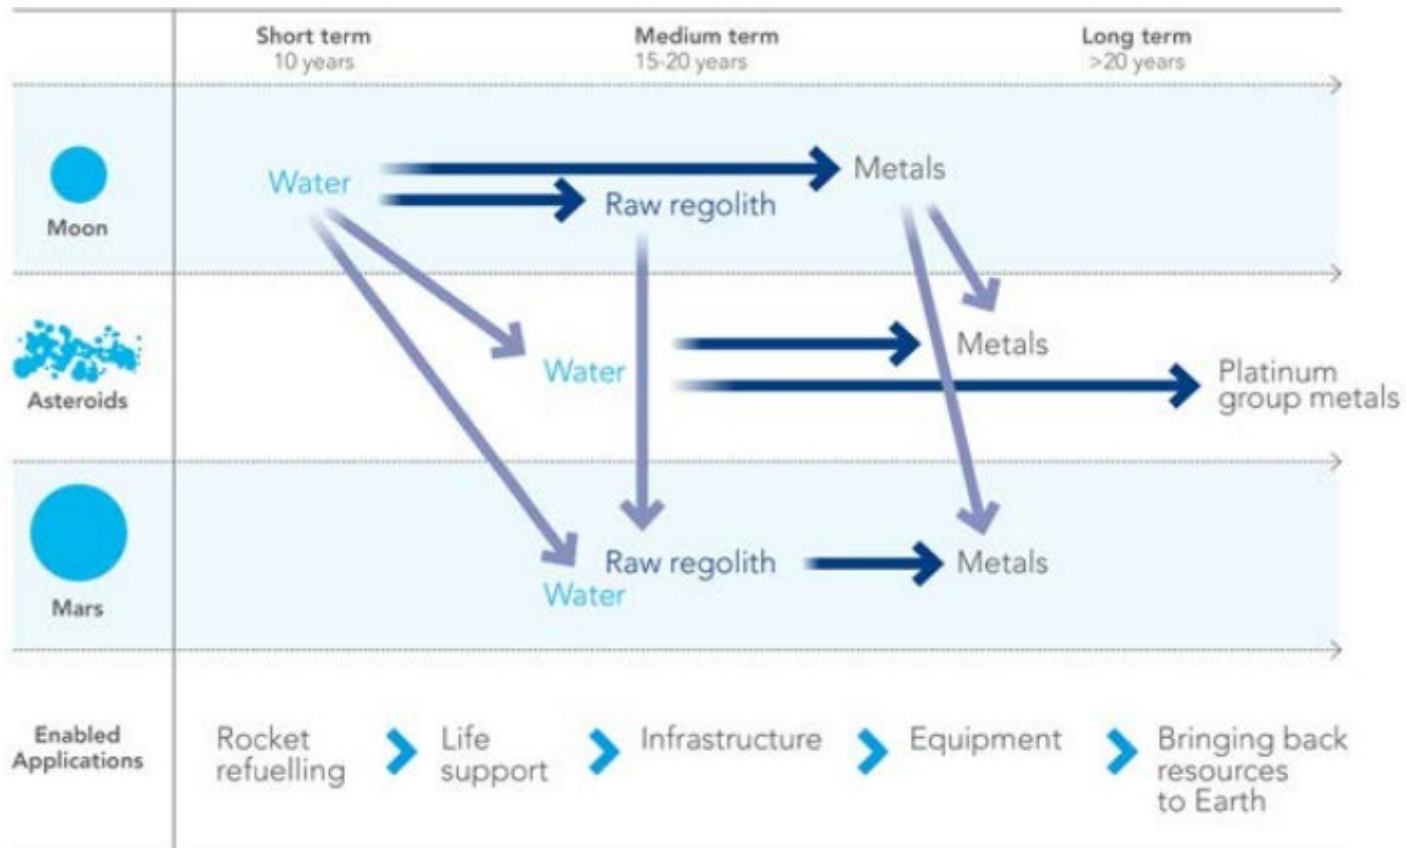 Short term
10 years
Medium term
15-20 years
Long term
>20 years
Moon
Water
Raw regolith
Metals
Asteroids
Water
Metals
Platinum
group metals
Mars
Raw regolith
Water
Metals
Enabled
Applications
Rocket
refuelling
Life
support
Infrastructure
Equipment
Bringing back
resources
to Earth